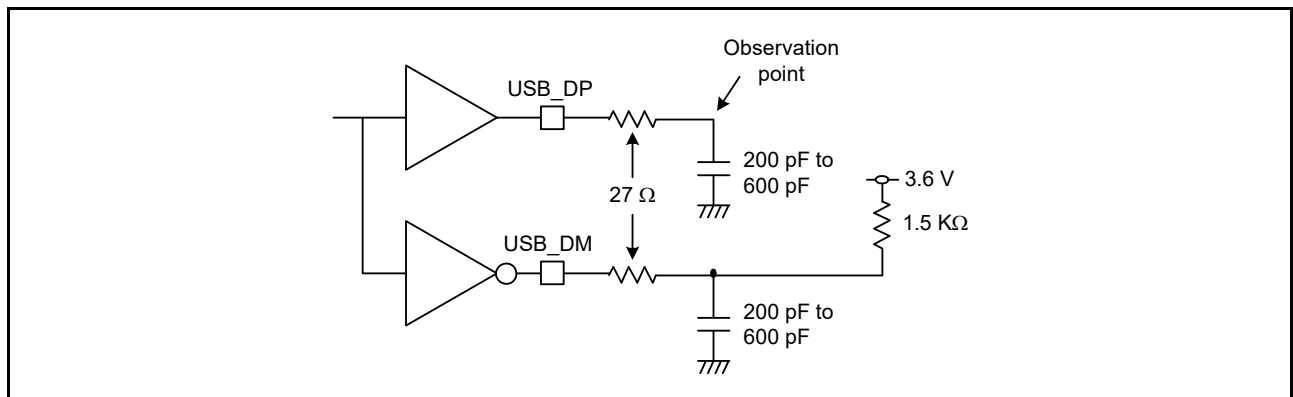 Observation
point
USB_DP
200 pF to
600 pF
3.6 V
27 Ω
1.5 KΩ
USB_DM
200 pF to
600 pF